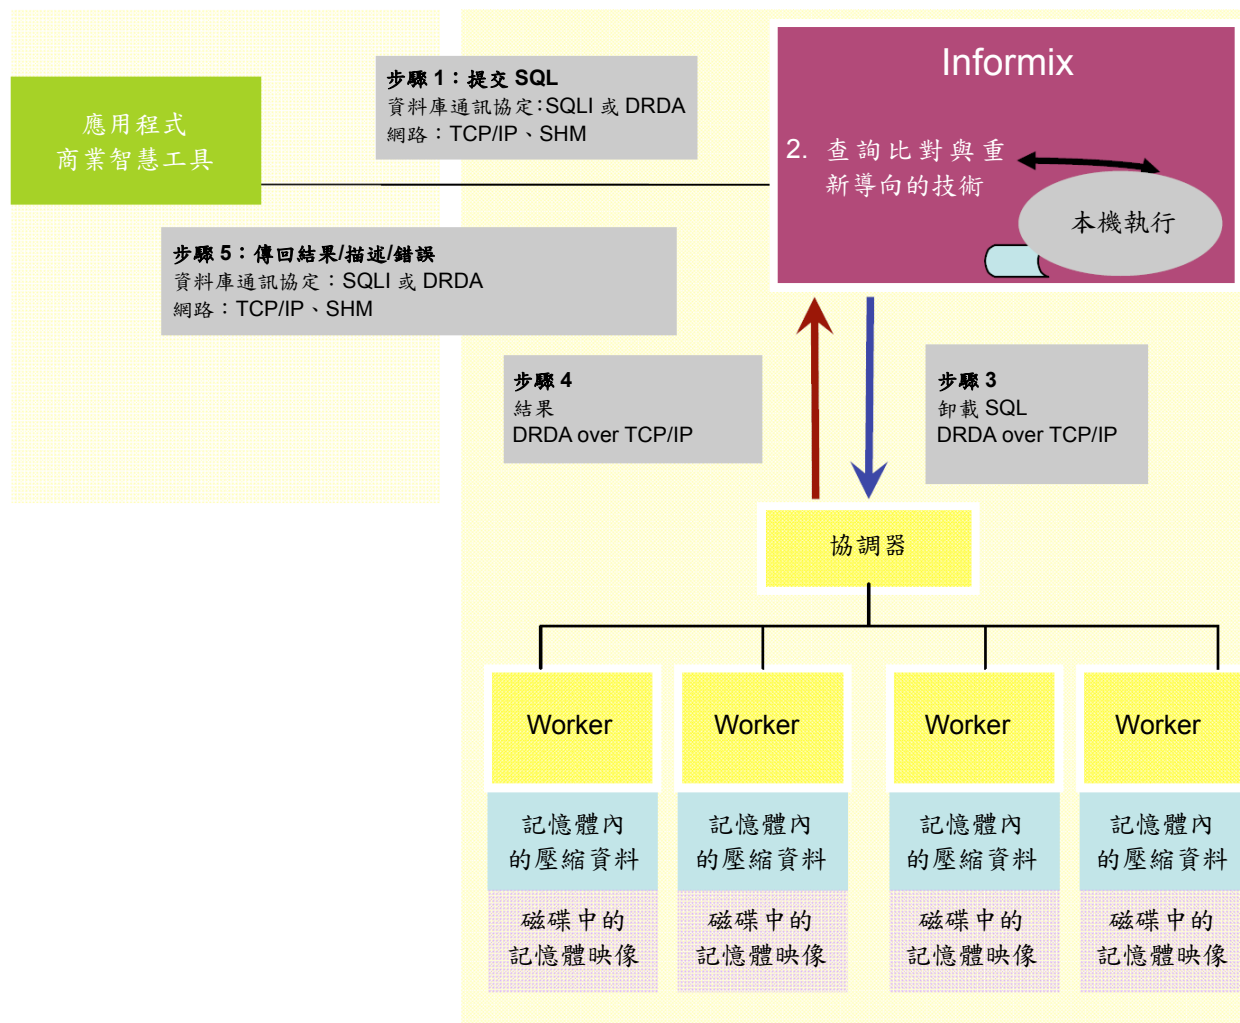 應用程式
商業智慧工具
步驟 1：提交 SQL
資料庫通訊協定：SQLI 或 DRDA
網路：TCP/IP、SHM
Informix
2. 查詢比對與重
新導向的技術
本機執行
步驟 5：傳回結果/描述/錯誤
資料庫通訊協定：SQLI 或 DRDA
網路：TCP/IP、SHM
步驟 4
結果
DRDA over TCP/IP
步驟 3
卸載 SQL
DRDA over TCP/IP
協調器
Worker
Worker
Worker
Worker
記憶體內
的壓縮資料
記憶體內
的壓縮資料
記憶體內
的壓縮資料
記憶體內
的壓縮資料
磁碟中的
記憶體映像
磁碟中的
記憶體映像
磁碟中的
記憶體映像
磁碟中的
記憶體映像